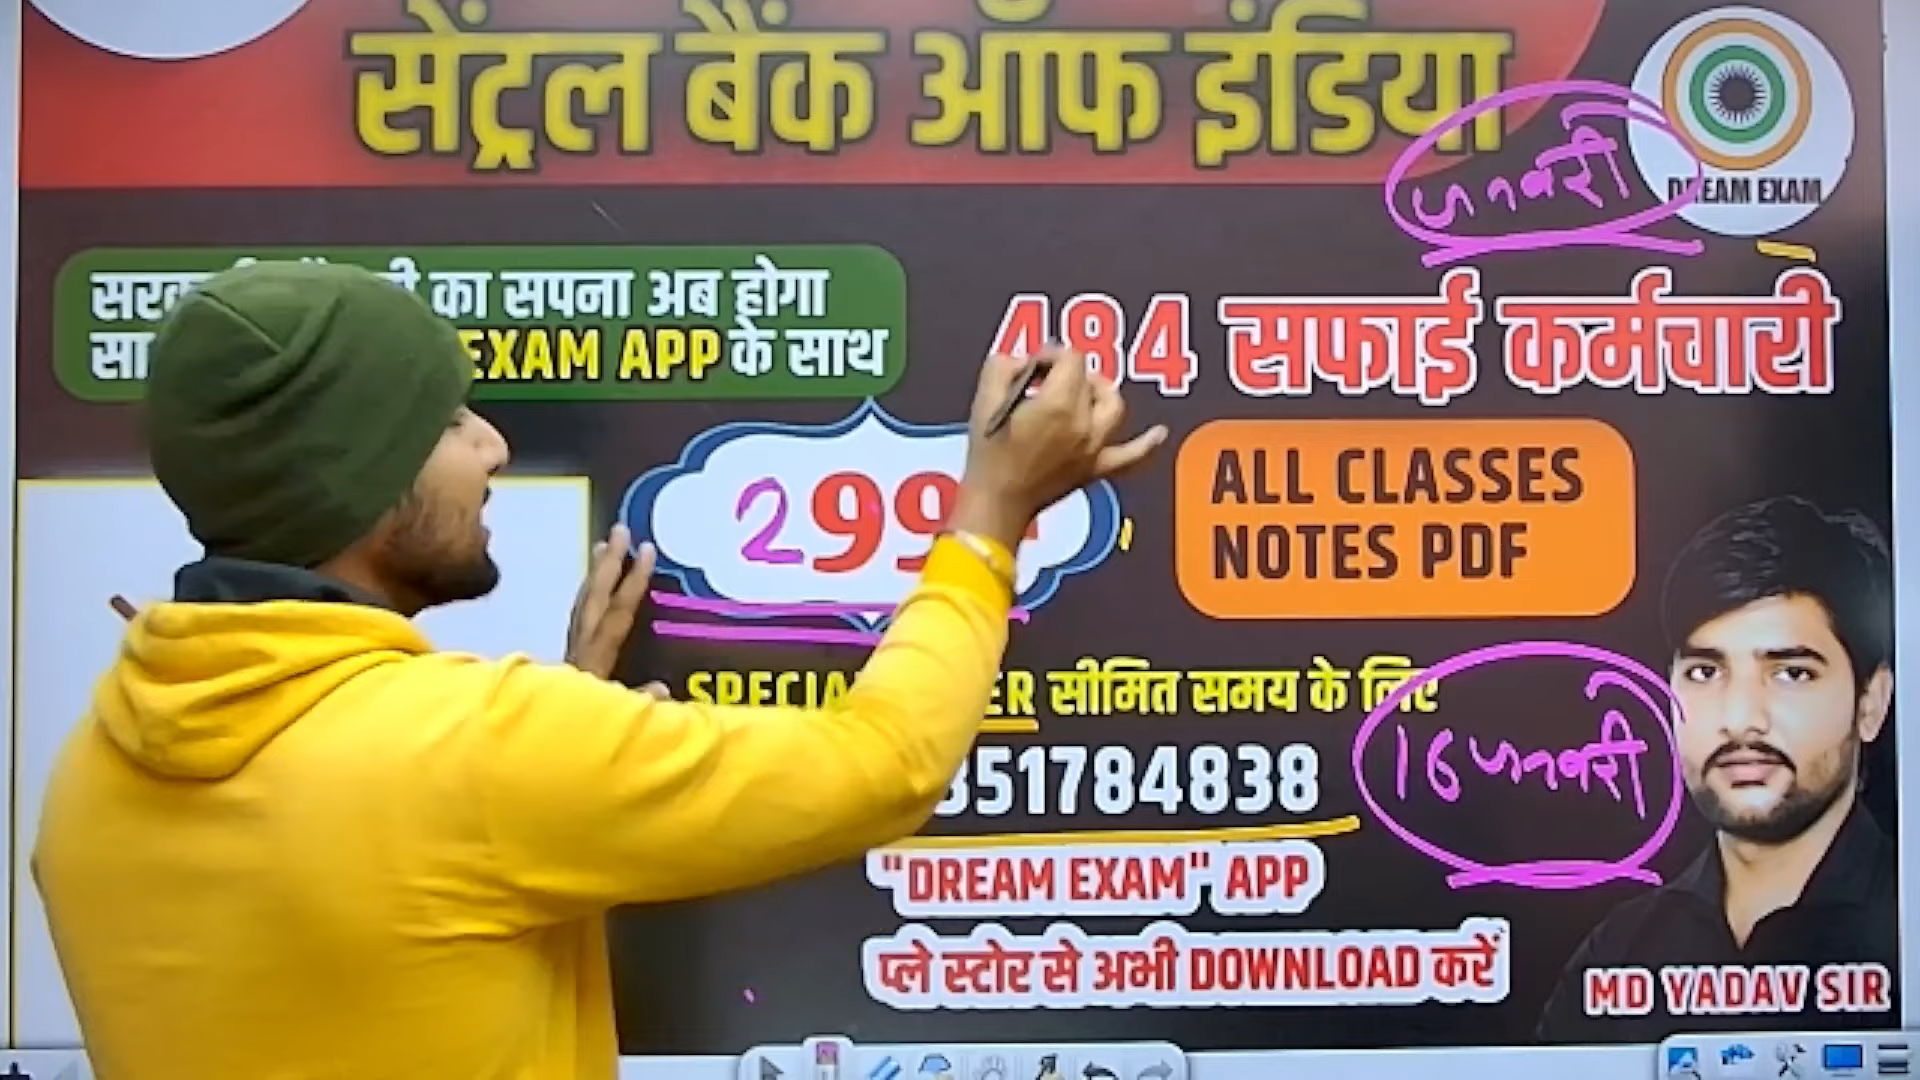 सेंट्रल बैंक ऑफ इंडिया
जनवरी
DREAM EXAM
का सपना अब होगा
EXAM APP के साथ
484 सफाई कर्मचारी
299
ALL CLASSES
NOTES PDF
सीमित समय के लिए
851784838
16 जनवरी
"DREAM EXAM" APP
प्ले स्टोर से अभी DOWNLOAD करें
MD YADAV SIR